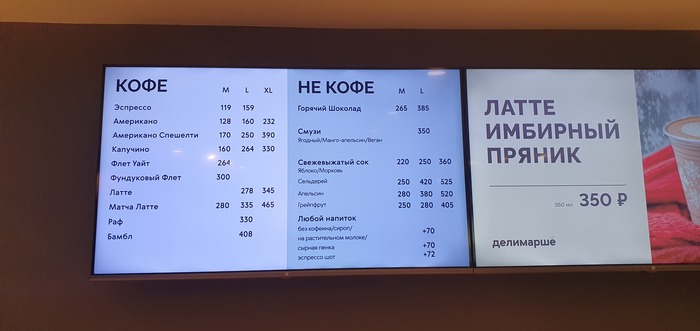 КОФЕ M L XL
Эспрессо 119 159
Американо 128 160 232
Американо Спешелти 170 250 390
Капучино 160 264 330
Флет Уайт 264
Фундуковый Флет 300
Латте 278 345
Матча Латте 280 335 465
Раф 330
Бамбл 408
НЕ КОФЕ M L
Горячий Шоколад 265 385
Смузи 350
Ягодный/Манго-апельсин/Веган
Свежевыжатый сок 220 250 360
Яблоко/Морковь
Сельдерей 250 420 525
Апельсин 280 380 520
Грейпфрут 250 280 405
Любой напиток
без кофеина/сироп/ +70
на растительном молоке/
сырная пенка +70
эспрессо шот +72
ЛАТТЕ
ИМБИРНЫЙ
ПРЯНИК
350 мл 350 ₽
делимарше